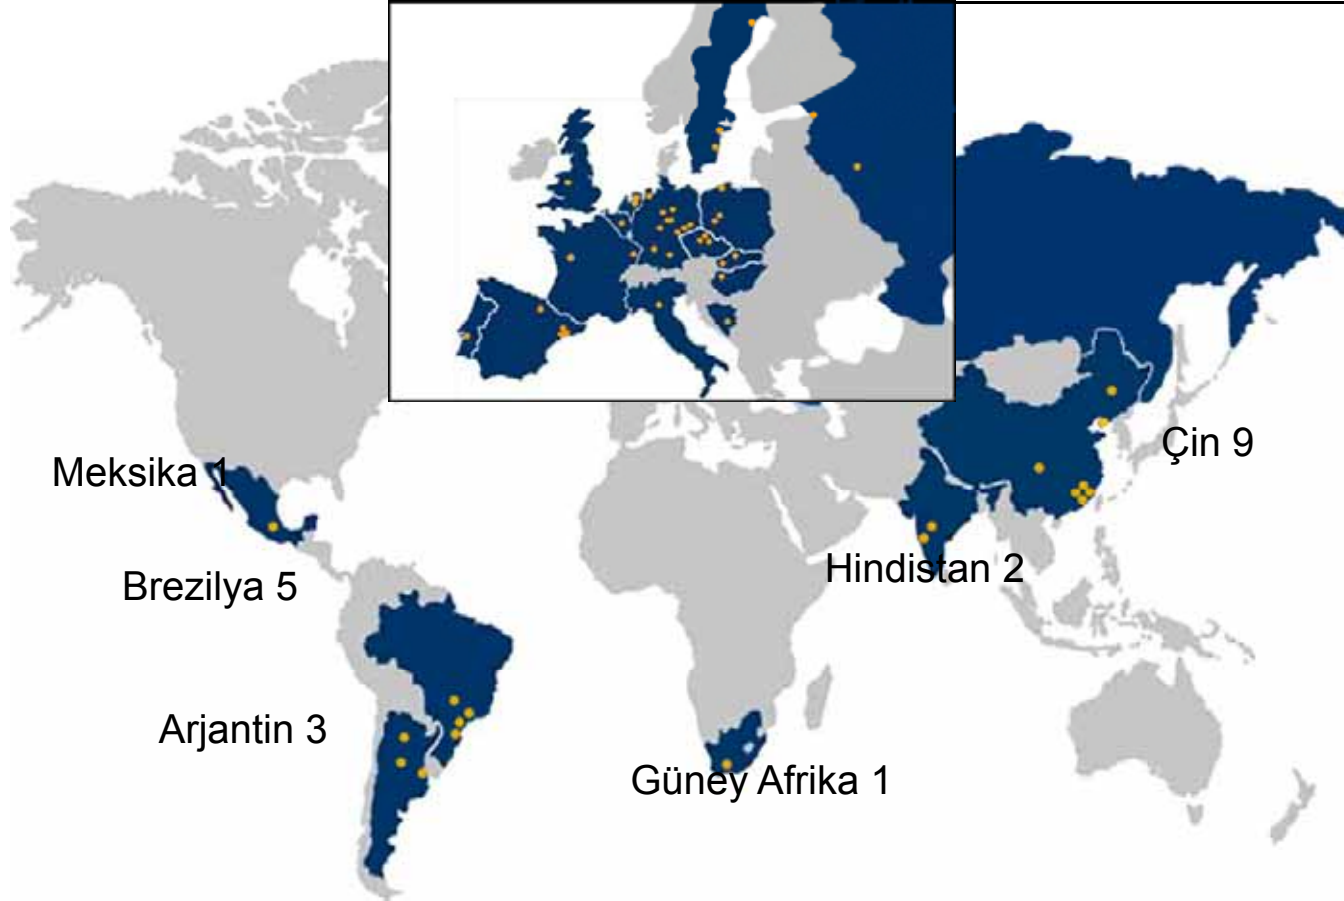 Meksika 1
Çin 9
Brezilya 5
Hindistan 2
Arjantin 3
Güney Afrika 1